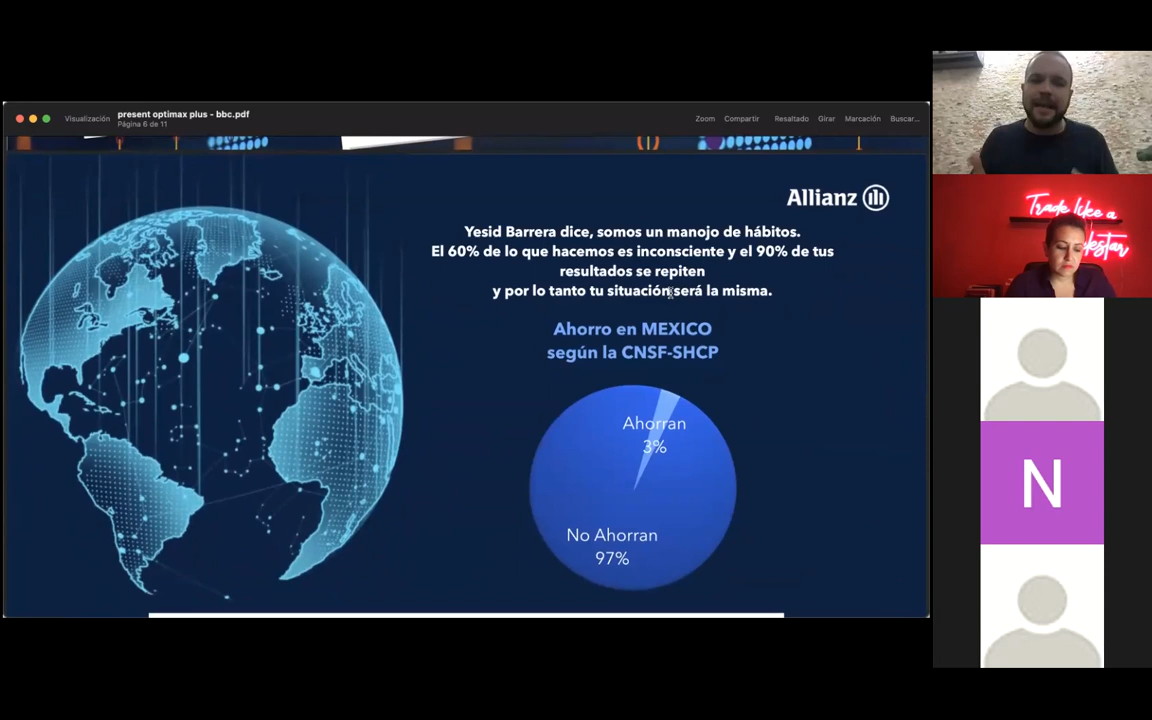 Visualización
present optimax plus - bbc.pdf
Página 6 de 11
Zoom
Compartir
Resaltado
Girar
Marcación
Buscar...
Allianz
Yesid Barrera dice, somos un manojo de hábitos.
El 60% de lo que hacemos es inconsciente y el 90% de tus
resultados se repiten
y por lo tanto tu situación será la misma.
Ahorro en MEXICO
según la CNSF-SHCP
Ahorran
3%
No Ahorran
97%
Trade like a
N